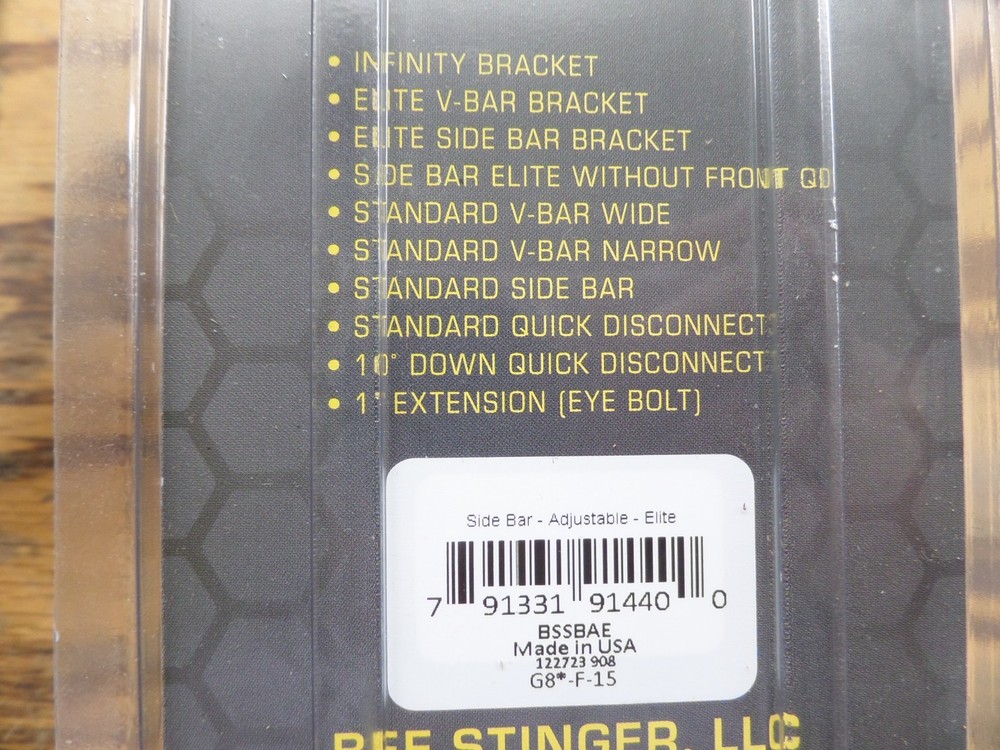 • INFINITY BRACKET
• ELITE V-BAR BRACKET
• ELITE SIDE BAR BRACKET
• SIDE BAR ELITE WITHOUT FRONT QD
• STANDARD V-BAR WIDE
• STANDARD V-BAR NARROW
• STANDARD SIDE BAR
• STANDARD QUICK DISCONNECT
• 10° DOWN QUICK DISCONNECT
• 1" EXTENSION (EYE BOLT)
Side Bar - Adjustable - Elite
7 91331 91440 0
BSSBAE
Made in USA
122723 908
G8*-F-15
BEE STINGER, LLC